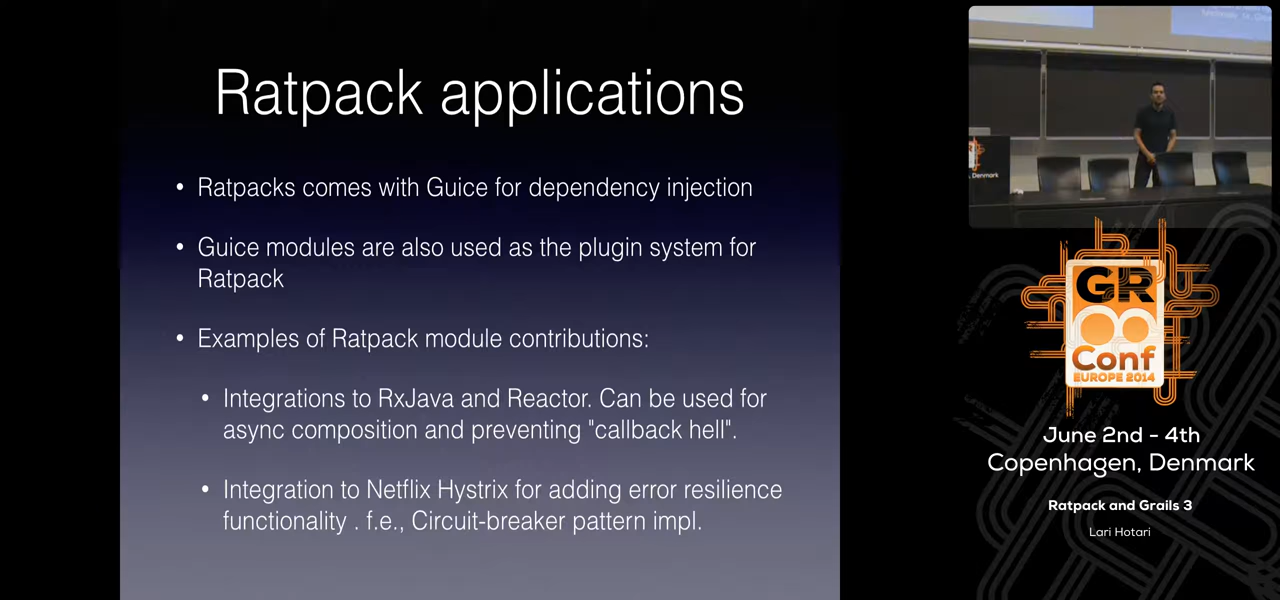 Ratpack applications
• Ratpacks comes with Guice for dependency injection
• Guice modules are also used as the plugin system for
Ratpack
• Examples of Ratpack module contributions:
• Integrations to RxJava and Reactor. Can be used for
async composition and preventing "callback hell".
• Integration to Netflix Hystrix for adding error resilience
functionality . f.e., Circuit-breaker pattern impl.
Denmark
GR
Conf
EUROPE 2014
June 2nd - 4th
Copenhagen, Denmark
Ratpack and Grails 3
Lari Hotari